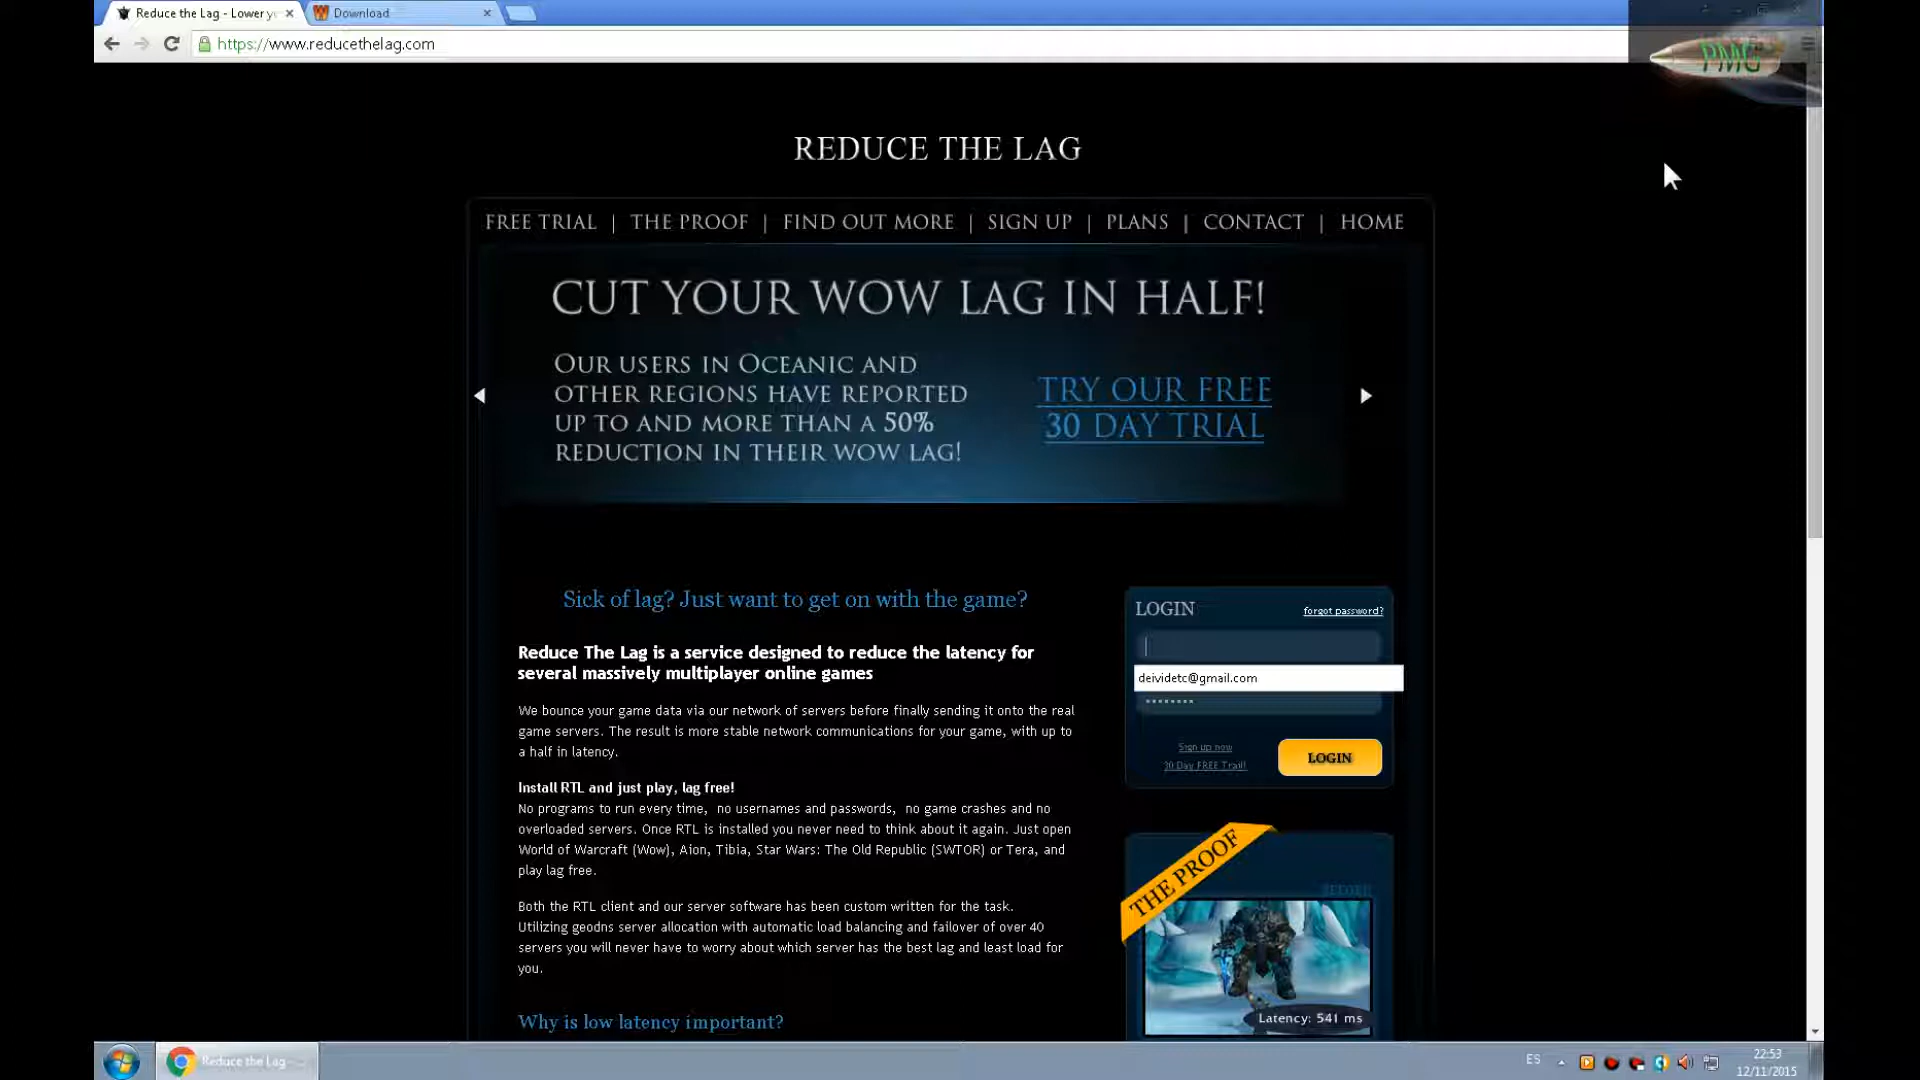 Reduce the Lag - Lower y
Download
https://www.reducethelag.com
PMG
REDUCE THE LAG
FREE TRIAL | THE PROOF | FIND OUT MORE | SIGN UP | PLANS | CONTACT | HOME
CUT YOUR WOW LAG IN HALF!
OUR USERS IN OCEANIC AND
OTHER REGIONS HAVE REPORTED
UP TO AND MORE THAN A 50%
REDUCTION IN THEIR WOW LAG!
TRY OUR FREE
30 DAY TRIAL
Sick of lag? Just want to get on with the game?
Reduce The Lag is a service designed to reduce the latency for
several massively multiplayer online games
We bounce your game data via our network of servers before finally sending it onto the real
game servers. The result is more stable network communications for your game, with up to
a half in latency.
Install RTL and just play, lag free!
No programs to run every time, no usernames and passwords, no game crashes and no
overloaded servers. Once RTL is installed you never need to think about it again. Just open
World of Warcraft (Wow), Aion, Tibia, Star Wars: The Old Republic (SWTOR) or Tera, and
play lag free.
Both the RTL client and our server software has been custom written for the task.
Utilizing geodns server allocation with automatic load balancing and failover of over 40
servers you will never have to worry about which server has the best lag and least load for
you.
Why is low latency important?
LOGIN
forgot password?
deividetc@gmail.com
Sign up now
30 Day FREE Trail!
LOGIN
THE PROOF
BEFORE
Latency: 541 ms
Reduce the Lag -
ES
22:53
12/11/2015